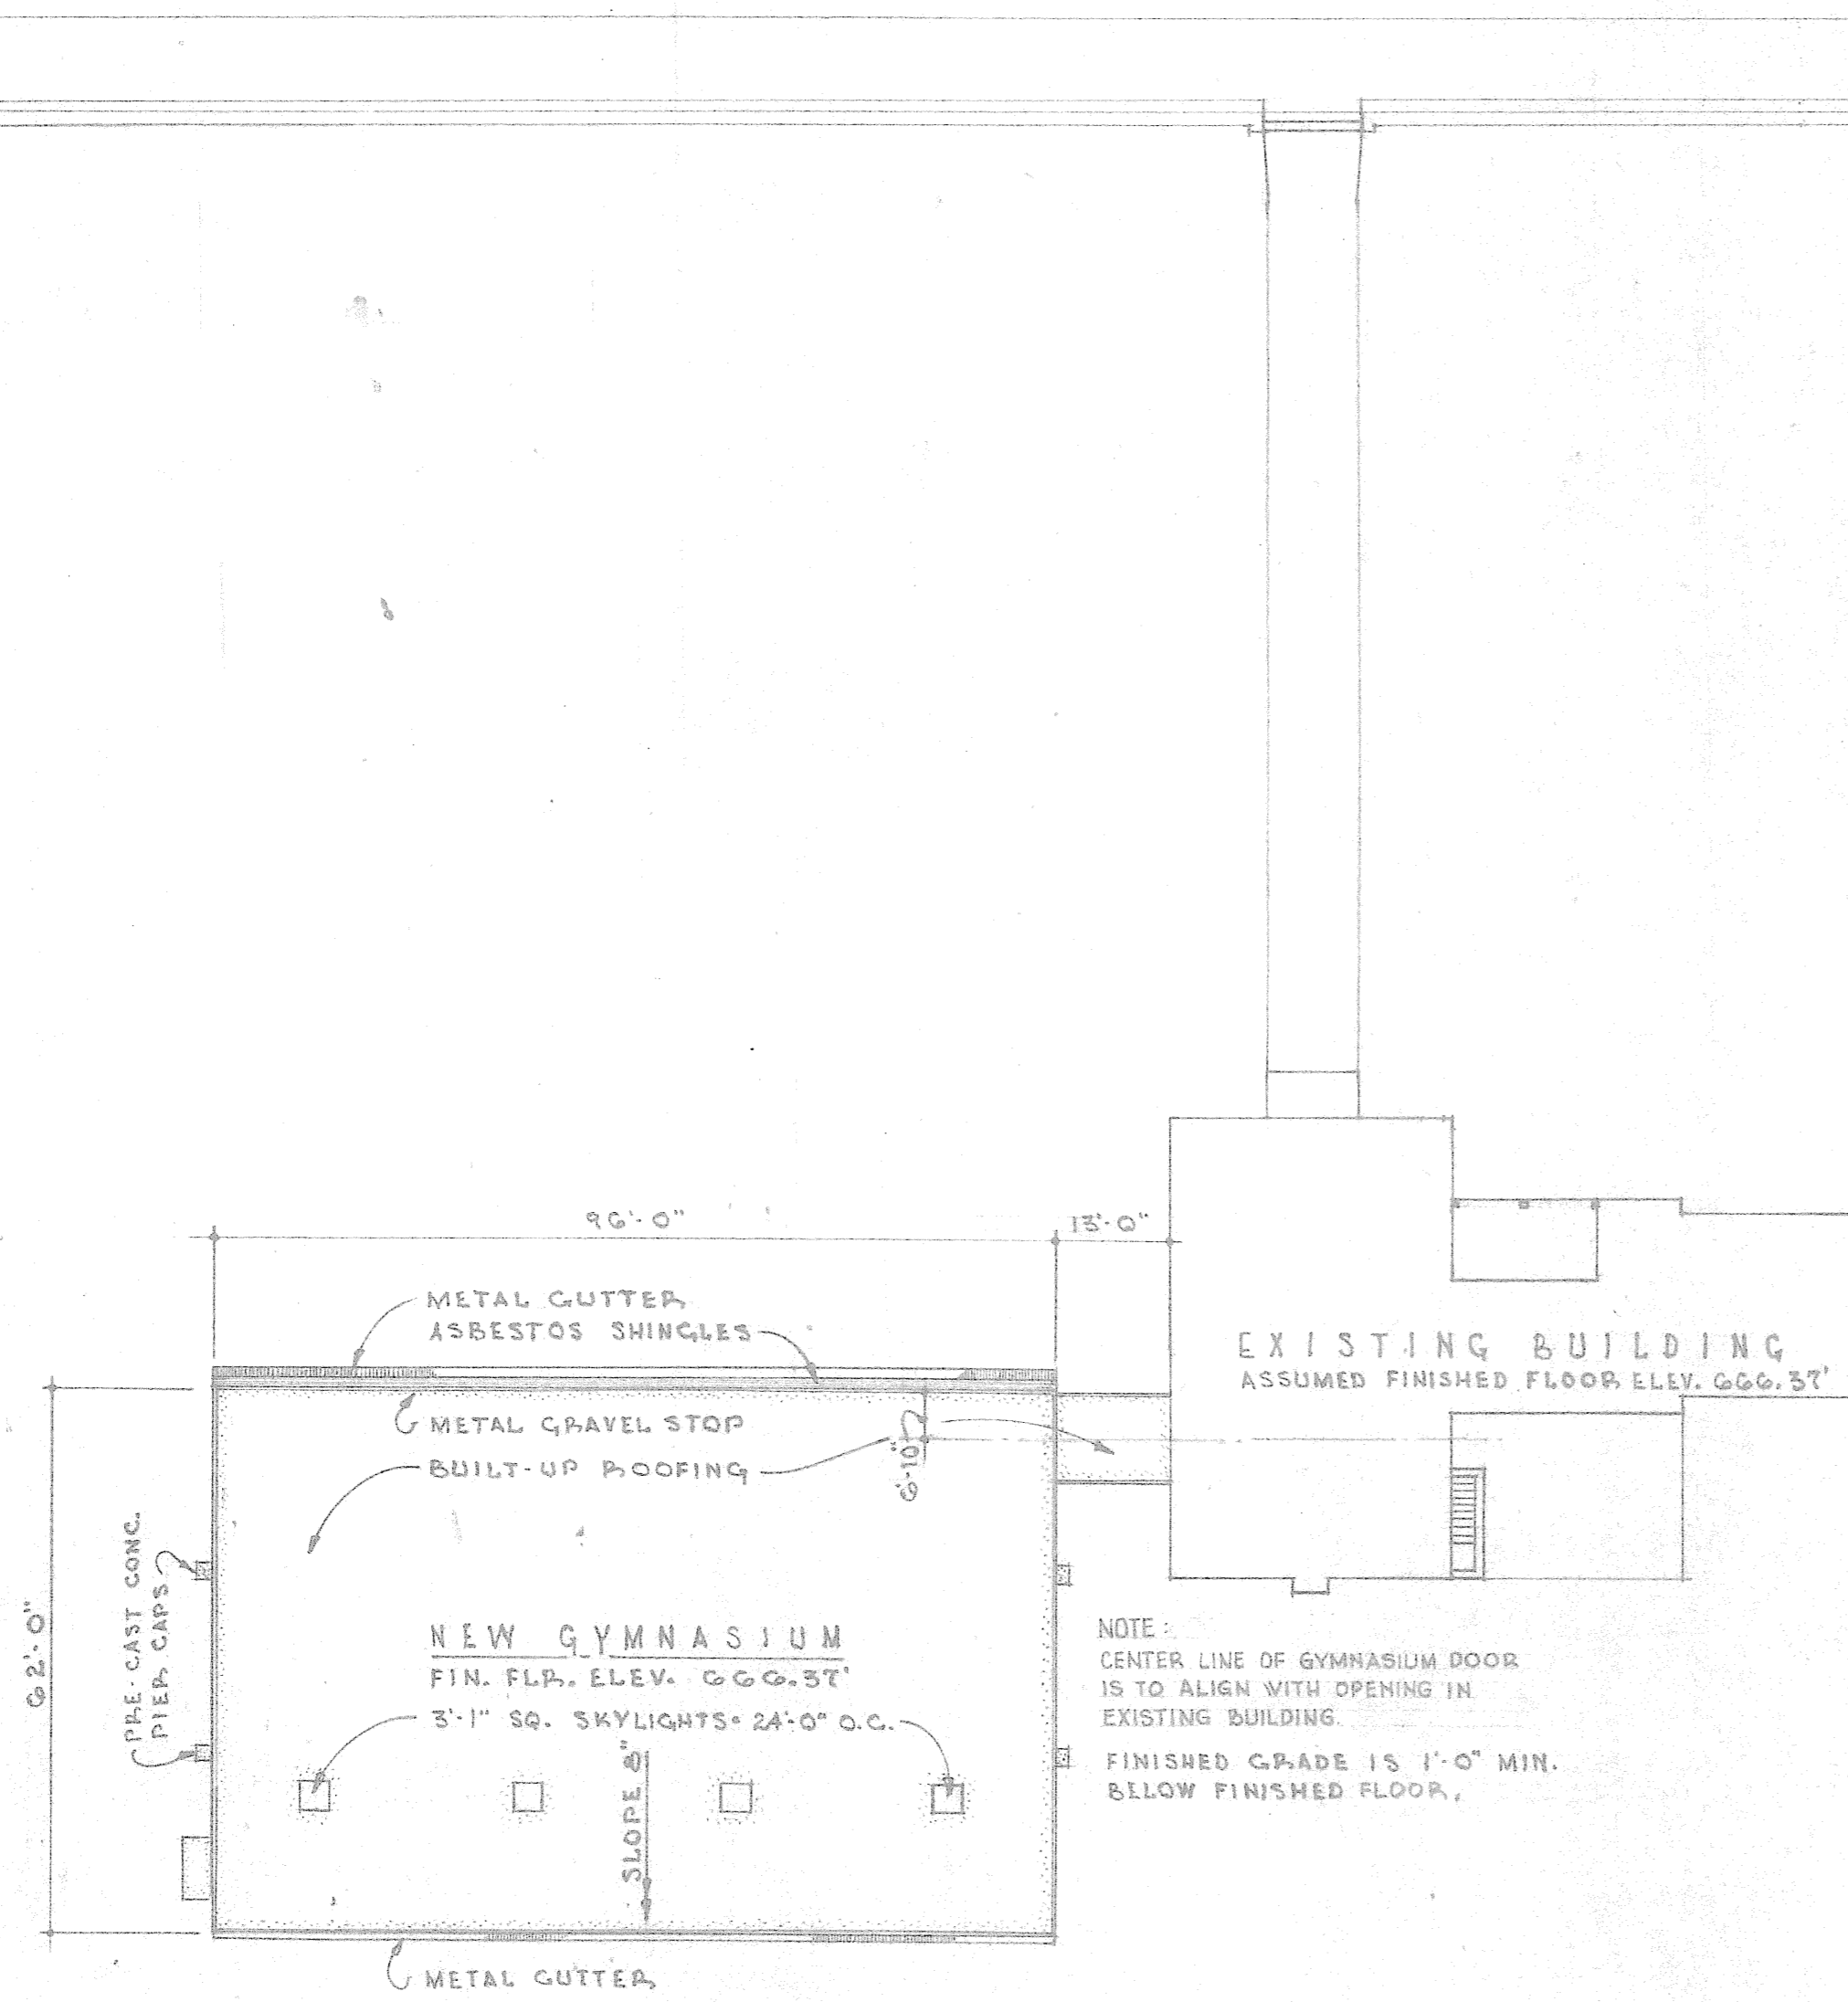 96'-0"
13'-0"
METAL GUTTER
ASBESTOS SHINGLES
EXISTING BUILDING
ASSUMED FINISHED FLOOR ELEV. 666.37'
METAL GRAVEL STOP
BUILT-UP ROOFING
6'-10"
PRE-CAST CONC.
PIER CAPS
62'-0"
NEW GYMNASIUM
FIN. FLR. ELEV. 666.37'
3'-1" SQ. SKYLIGHTS-24'-0" O.C.
SLOPE 8"
NOTE:
CENTER LINE OF GYMNASIUM DOOR
IS TO ALIGN WITH OPENING IN
EXISTING BUILDING.
FINISHED GRADE IS 1'-0" MIN.
BELOW FINISHED FLOOR.
METAL GUTTER